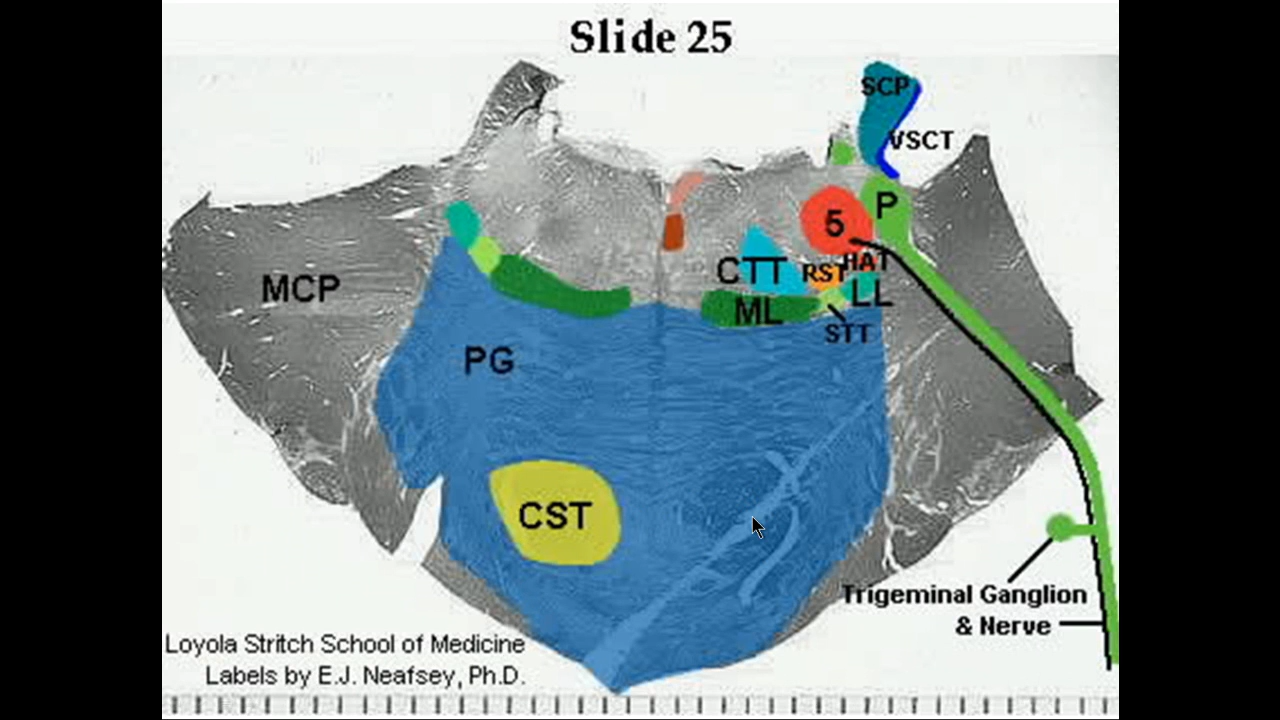 Slide 25
SCP
VSCT
P
5
HAT
CTT
RST
MCP
LL
ML
STT
PG
CST
Trigeminal Ganglion
& Nerve
Loyola Stritch School of Medicine
Labels by E.J. Neafsey, Ph.D.